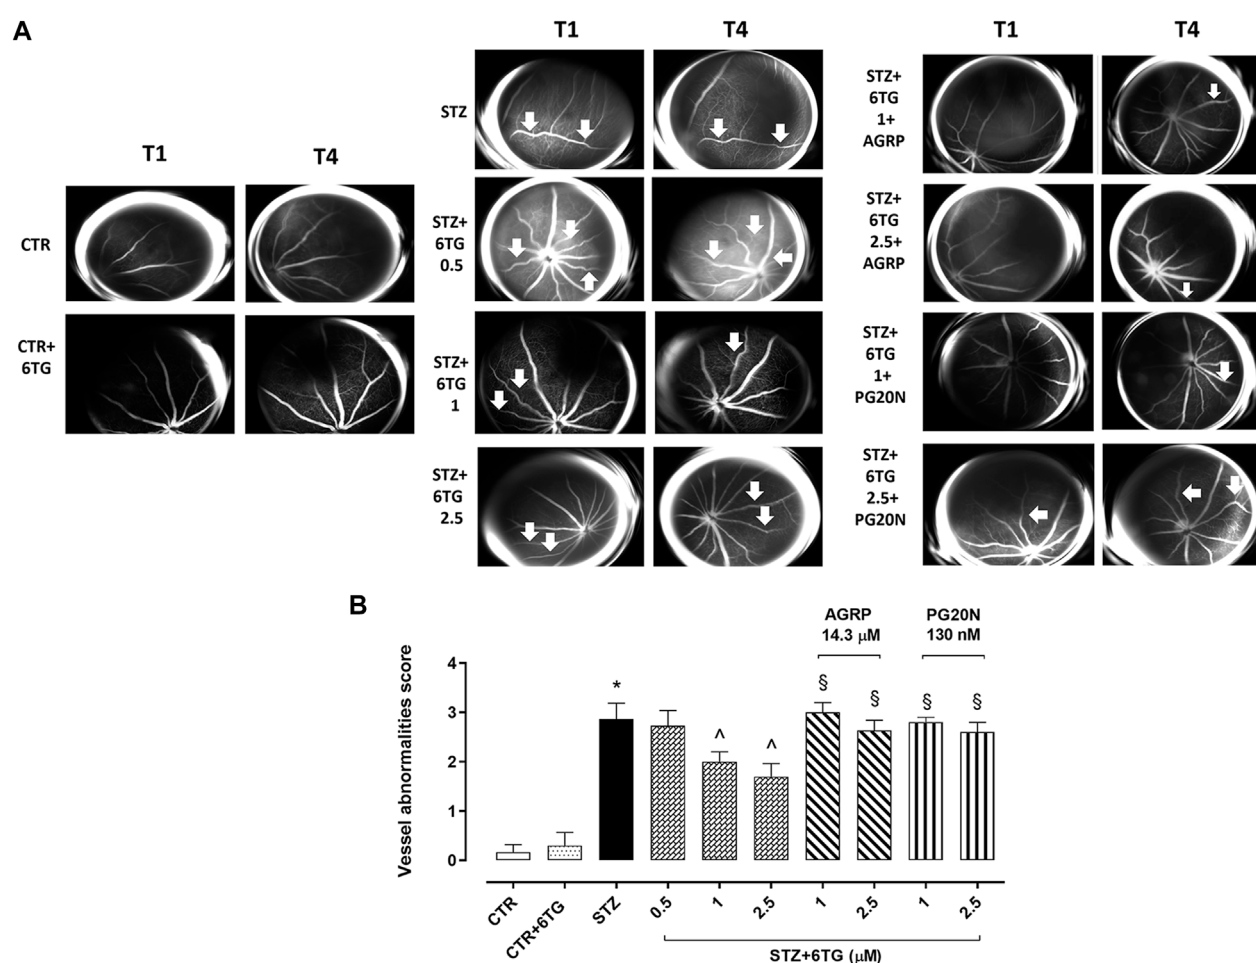 A
T1
T4
CTR
CTR+
6TG
T1
T4
STZ
STZ+
6TG
0.5
STZ+
6TG
1
STZ+
6TG
2.5
T1
T4
STZ+
6TG
1+
AGRP
STZ+
6TG
2.5+
AGRP
STZ+
6TG
1+
PG20N
STZ+
6TG
2.5+
PG20N
B
AGRP
14.3 μM
PG20N
130 nM
Vessel abnormalities score
4
3
2
1
0
*
^
^
§
§
§
§
CTR
CTR+6TG
STZ
0.5
1
2.5
1
2.5
1
2.5
STZ+6TG (μM)